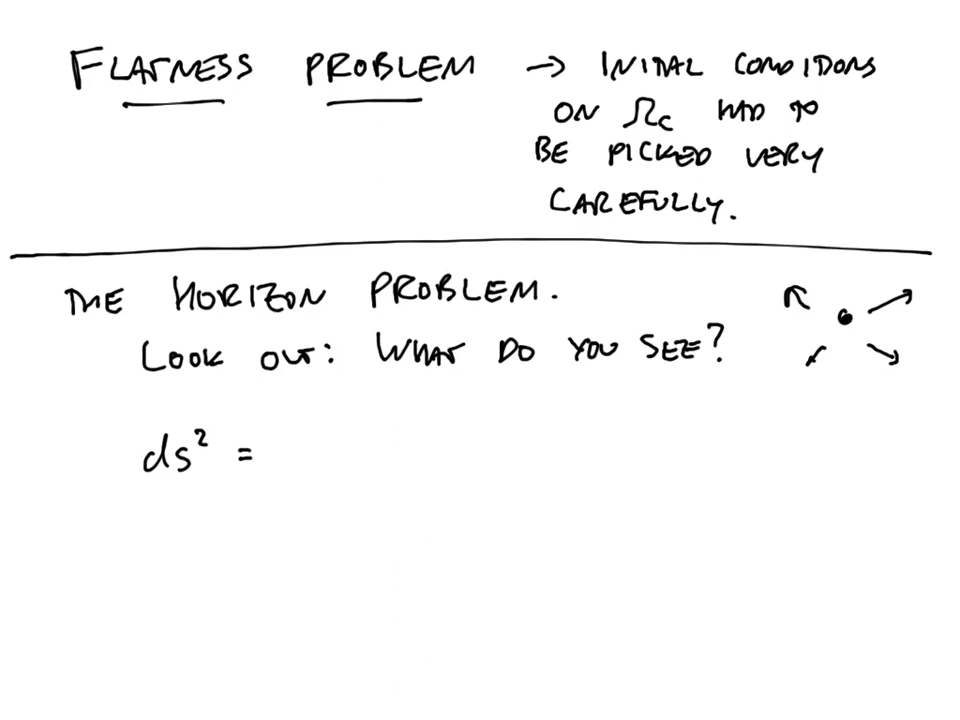 FLATNESS PROBLEM → INITIAL CONDITIONS
ON Ωc HAD TO
BE PICKED VERY
CAREFULLY.
THE HORIZON PROBLEM.
LOOK OUT: WHAT DO YOU SEE?
ds² =